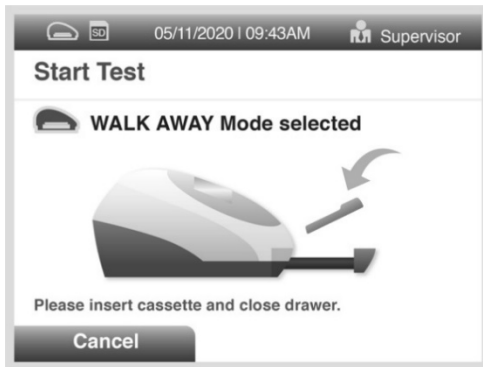 SD 05/11/2020 | 09:43AM Supervisor
Start Test
WALK AWAY Mode selected
Please insert cassette and close drawer.
Cancel